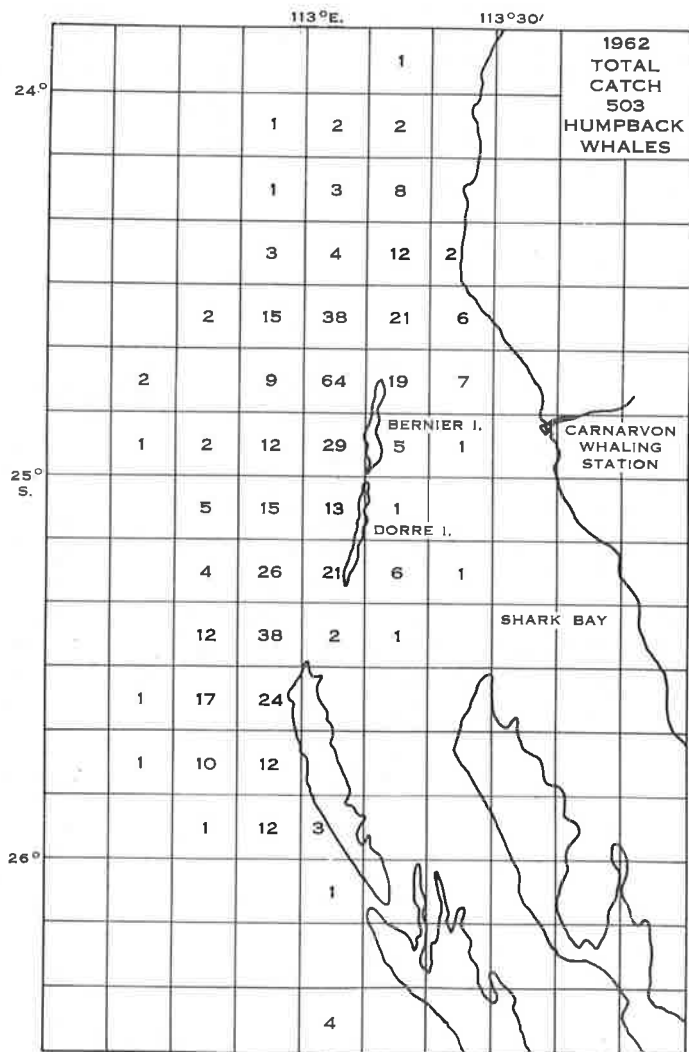 113°E. 113°30′
1962
TOTAL
CATCH
503
HUMPBACK
WHALES
1
24°
1 2 2
1 3 8
3 4 12 2
2 15 38 21 6
2 9 64 19 7
BERNIER I.
CARNARVON
WHALING
STATION
1 2 12 29 5 1
25°
S.
5 15 13 1
DORRE I.
4 26 21 6 1
SHARK BAY
12 38 2 1
1 17 24
1 10 12
1 12 3
26°
1
4